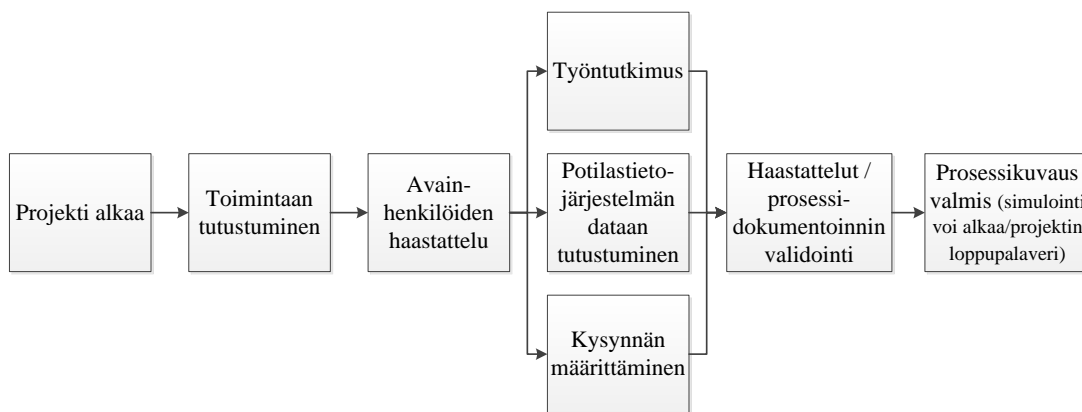 Projekti alkaa
Toimintaan
tutustuminen
Avain-
henkilöiden
haastattelu
Työntutkimus
Potilastieto-
järjestelmän
dataan
tutustuminen
Kysynnän
määrittäminen
Haastattelut /
prosessi-
dokumentoinnin
validointi
Prosessikuvaus
valmis (simulointi
voi alkaa/projektin
loppupalaveri)